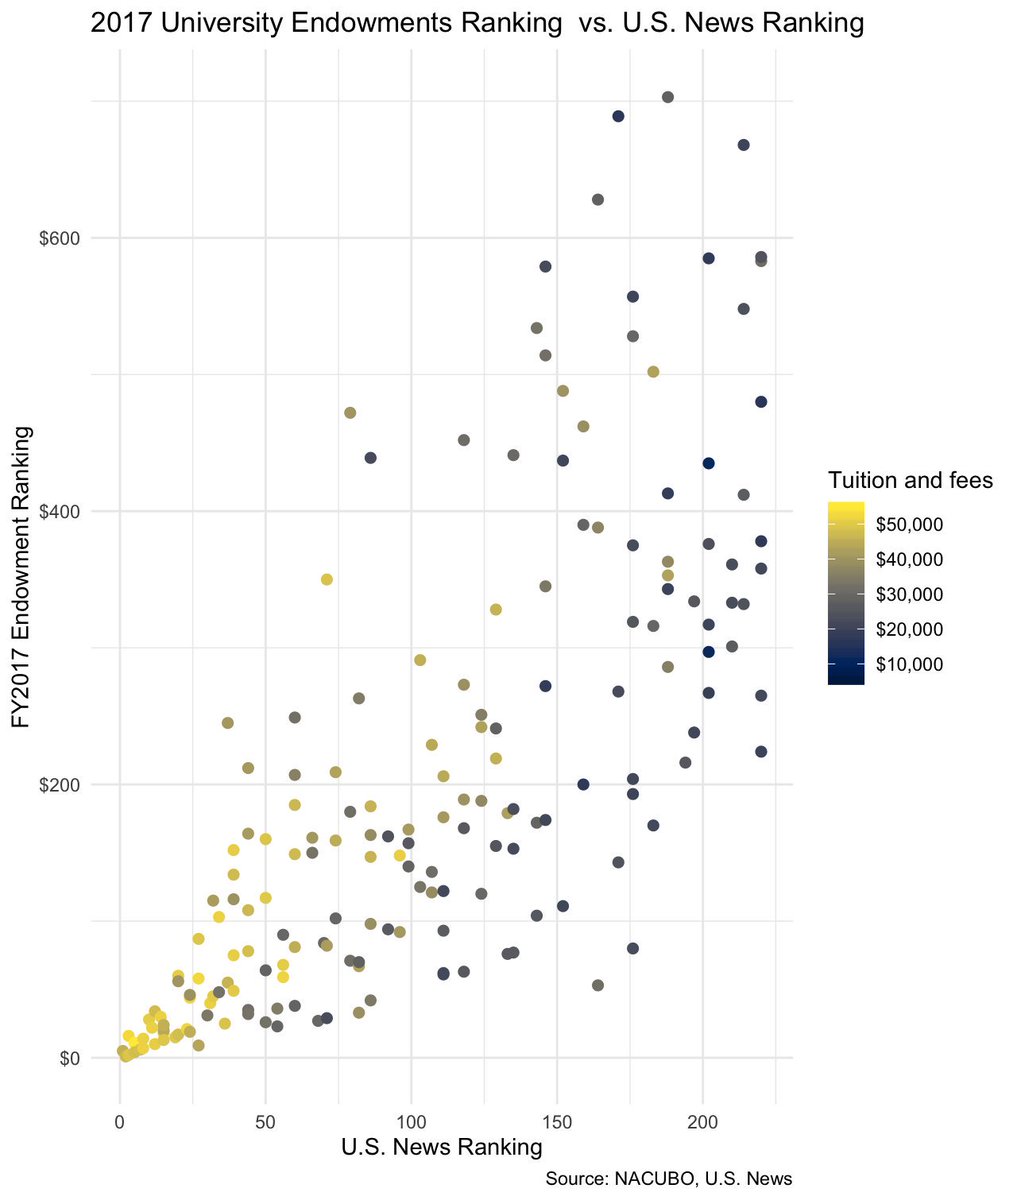 2017 University Endowments Ranking  vs. U.S. News Ranking
FY2017 Endowment Ranking
$600
$400
$200
$0
0 50 100 150 200
U.S. News Ranking
Tuition and fees
$50,000
$40,000
$30,000
$20,000
$10,000
Source: NACUBO, U.S. News